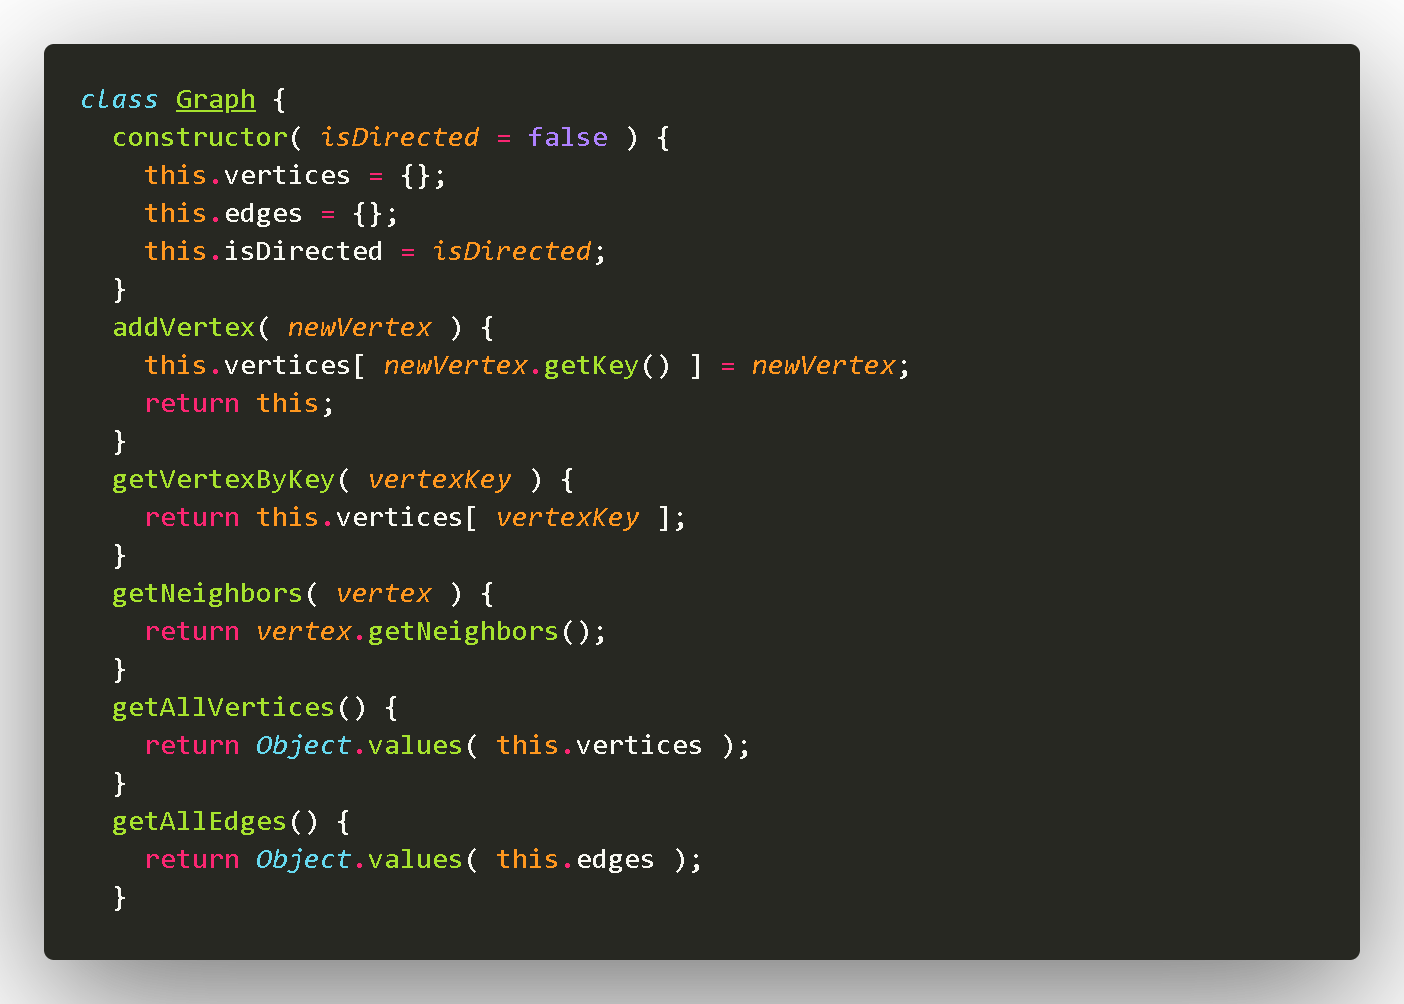 class Graph {
  constructor( isDirected = false ) {
    this.vertices = {};
    this.edges = {};
    this.isDirected = isDirected;
  }
  addVertex( newVertex ) {
    this.vertices[ newVertex.getKey() ] = newVertex;
    return this;
  }
  getVertexByKey( vertexKey ) {
    return this.vertices[ vertexKey ];
  }
  getNeighbors( vertex ) {
    return vertex.getNeighbors();
  }
  getAllVertices() {
    return Object.values( this.vertices );
  }
  getAllEdges() {
    return Object.values( this.edges );
  }